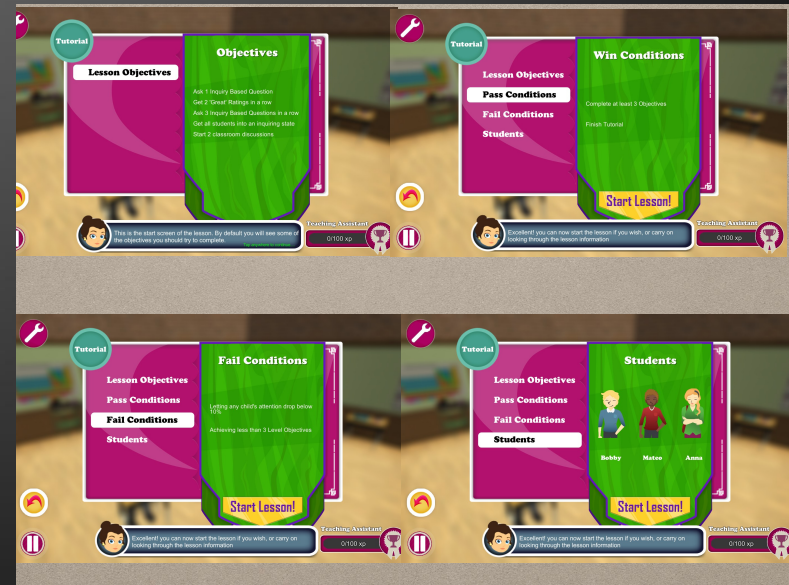 Tutorial
Objectives
Lesson Objectives
Ask 1 Inquiry Based Question
Get 2 'Great' Ratings in a row
Ask 3 Inquiry Based Questions in a row
Get all students into an inquiring state
Start 2 classroom discussions
This is the start screen of the lesson. By default you will see some of
the objectives you should try to complete.
Teaching Assistant
0/100 xp
Tutorial
Win Conditions
Lesson Objectives
Pass Conditions
Fail Conditions
Students
Complete at least 3 Objectives
Finish Tutorial
Start Lesson!
Excellent! you can now start the lesson if you wish, or carry on
looking through the lesson information
Teaching Assistant
0/100 xp
Tutorial
Fail Conditions
Lesson Objectives
Pass Conditions
Fail Conditions
Students
Letting any child's attention drop below
10%
Achieving less than 3 Level Objectives
Start Lesson!
Excellent! you can now start the lesson if you wish, or carry on
looking through the lesson information
Teaching Assistant
0/100 xp
Tutorial
Students
Lesson Objectives
Pass Conditions
Fail Conditions
Students
Bobby Mateo Anna
Start Lesson!
Excellent! you can now start the lesson if you wish, or carry on
looking through the lesson information
Teaching Assistant
0/100 xp